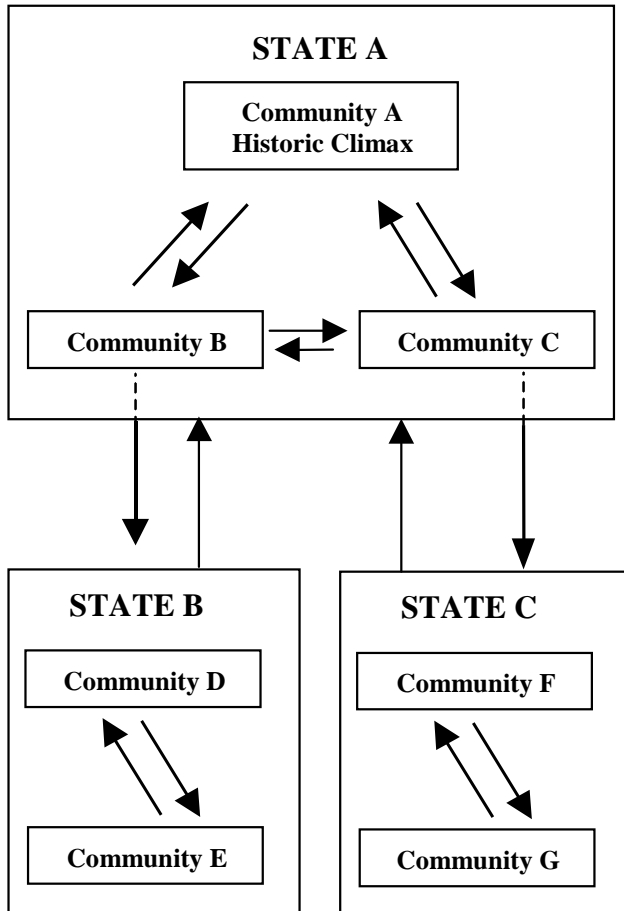 STATE A
Community A
Historic Climax
Community B
Community C
STATE B
STATE C
Community D
Community F
Community E
Community G